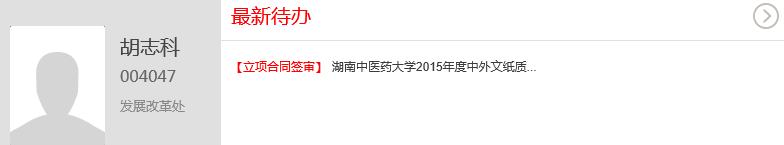 胡志科
004047
发展改革处
最新待办
【立项合同签审】 湖南中医药大学2015年度中外文纸质...